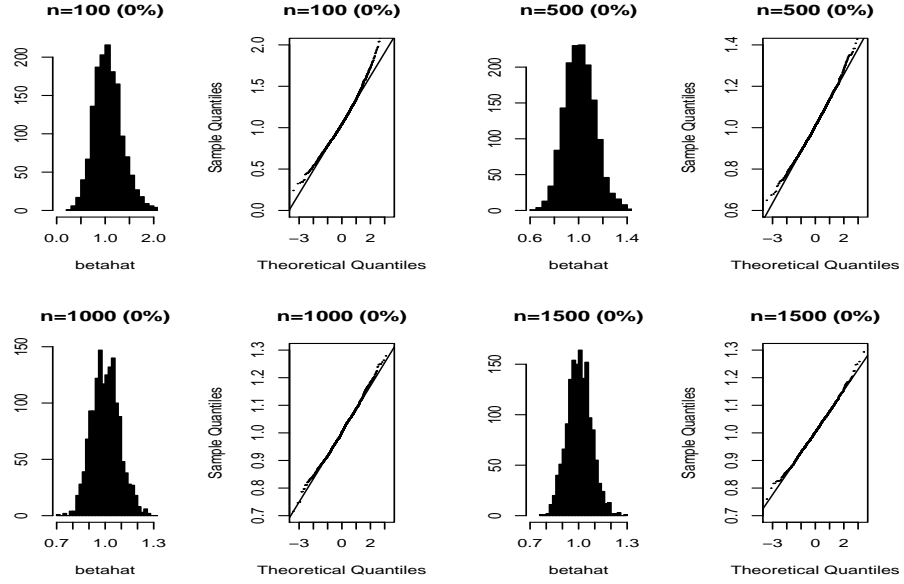 n=100 (0%)
0
50
100
150
200
0.0 1.0 2.0
betahat
n=100 (0%)
Sample Quantiles
0.0
0.5
1.0
1.5
2.0
−3 0 2
Theoretical Quantiles
n=500 (0%)
0
50
100
150
200
0.6 1.0 1.4
betahat
n=500 (0%)
Sample Quantiles
0.6
0.8
1.0
1.2
1.4
−3 0 2
Theoretical Quantiles
n=1000 (0%)
0
50
100
150
0.7 1.0 1.3
betahat
n=1000 (0%)
Sample Quantiles
0.7
0.8
0.9
1.0
1.1
1.2
1.3
−3 0 2
Theoretical Quantiles
n=1500 (0%)
0
50
100
150
0.7 1.0 1.3
betahat
n=1500 (0%)
Sample Quantiles
0.7
0.8
0.9
1.0
1.1
1.2
1.3
−3 0 2
Theoretical Quantiles